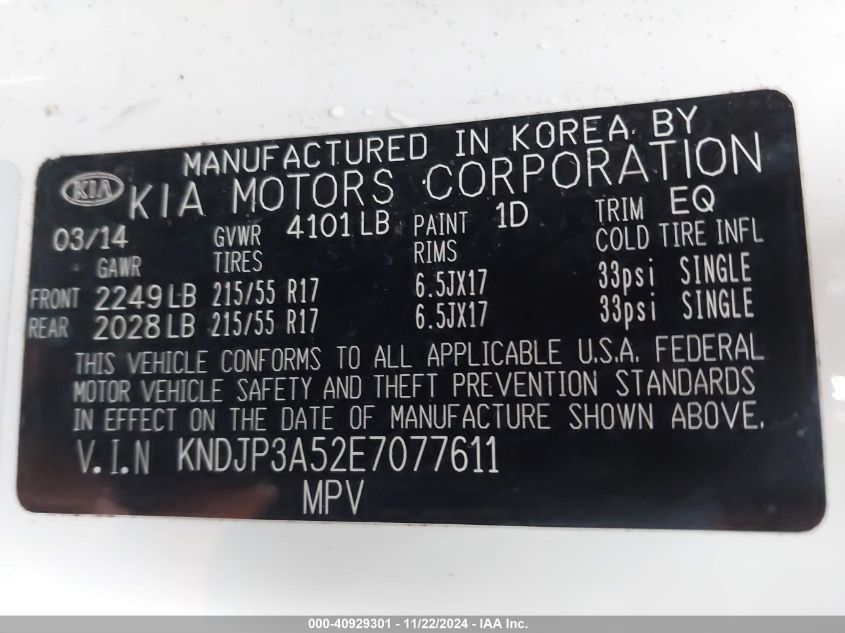 MANUFACTURED IN KOREA BY
KIA KIA MOTORS CORPORATION
03/14 GVWR 4101 LB PAINT 1D TRIM EQ
GAWR TIRES RIMS COLD TIRE INFL
FRONT 2249 LB 215/55 R17 6.5JX17 33psi SINGLE
REAR 2028 LB 215/55 R17 6.5JX17 33psi SINGLE
THIS VEHICLE CONFORMS TO ALL APPLICABLE U.S.A. FEDERAL
MOTOR VEHICLE SAFETY AND THEFT PREVENTION STANDARDS
IN EFFECT ON THE DATE OF MANUFACTURE SHOWN ABOVE.
V.I.N KNDJP3A52E7077611
MPV
000-40929301 - 11/22/2024 - IAA Inc.